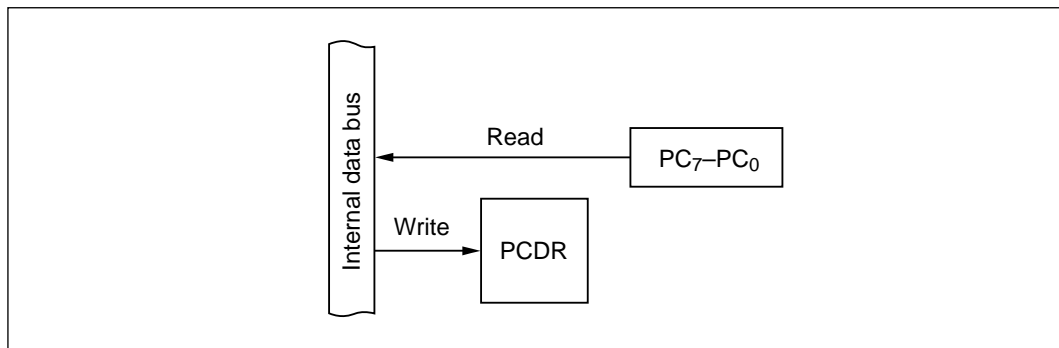 Internal data bus
Read
PC₇–PC₀
Write
PCDR